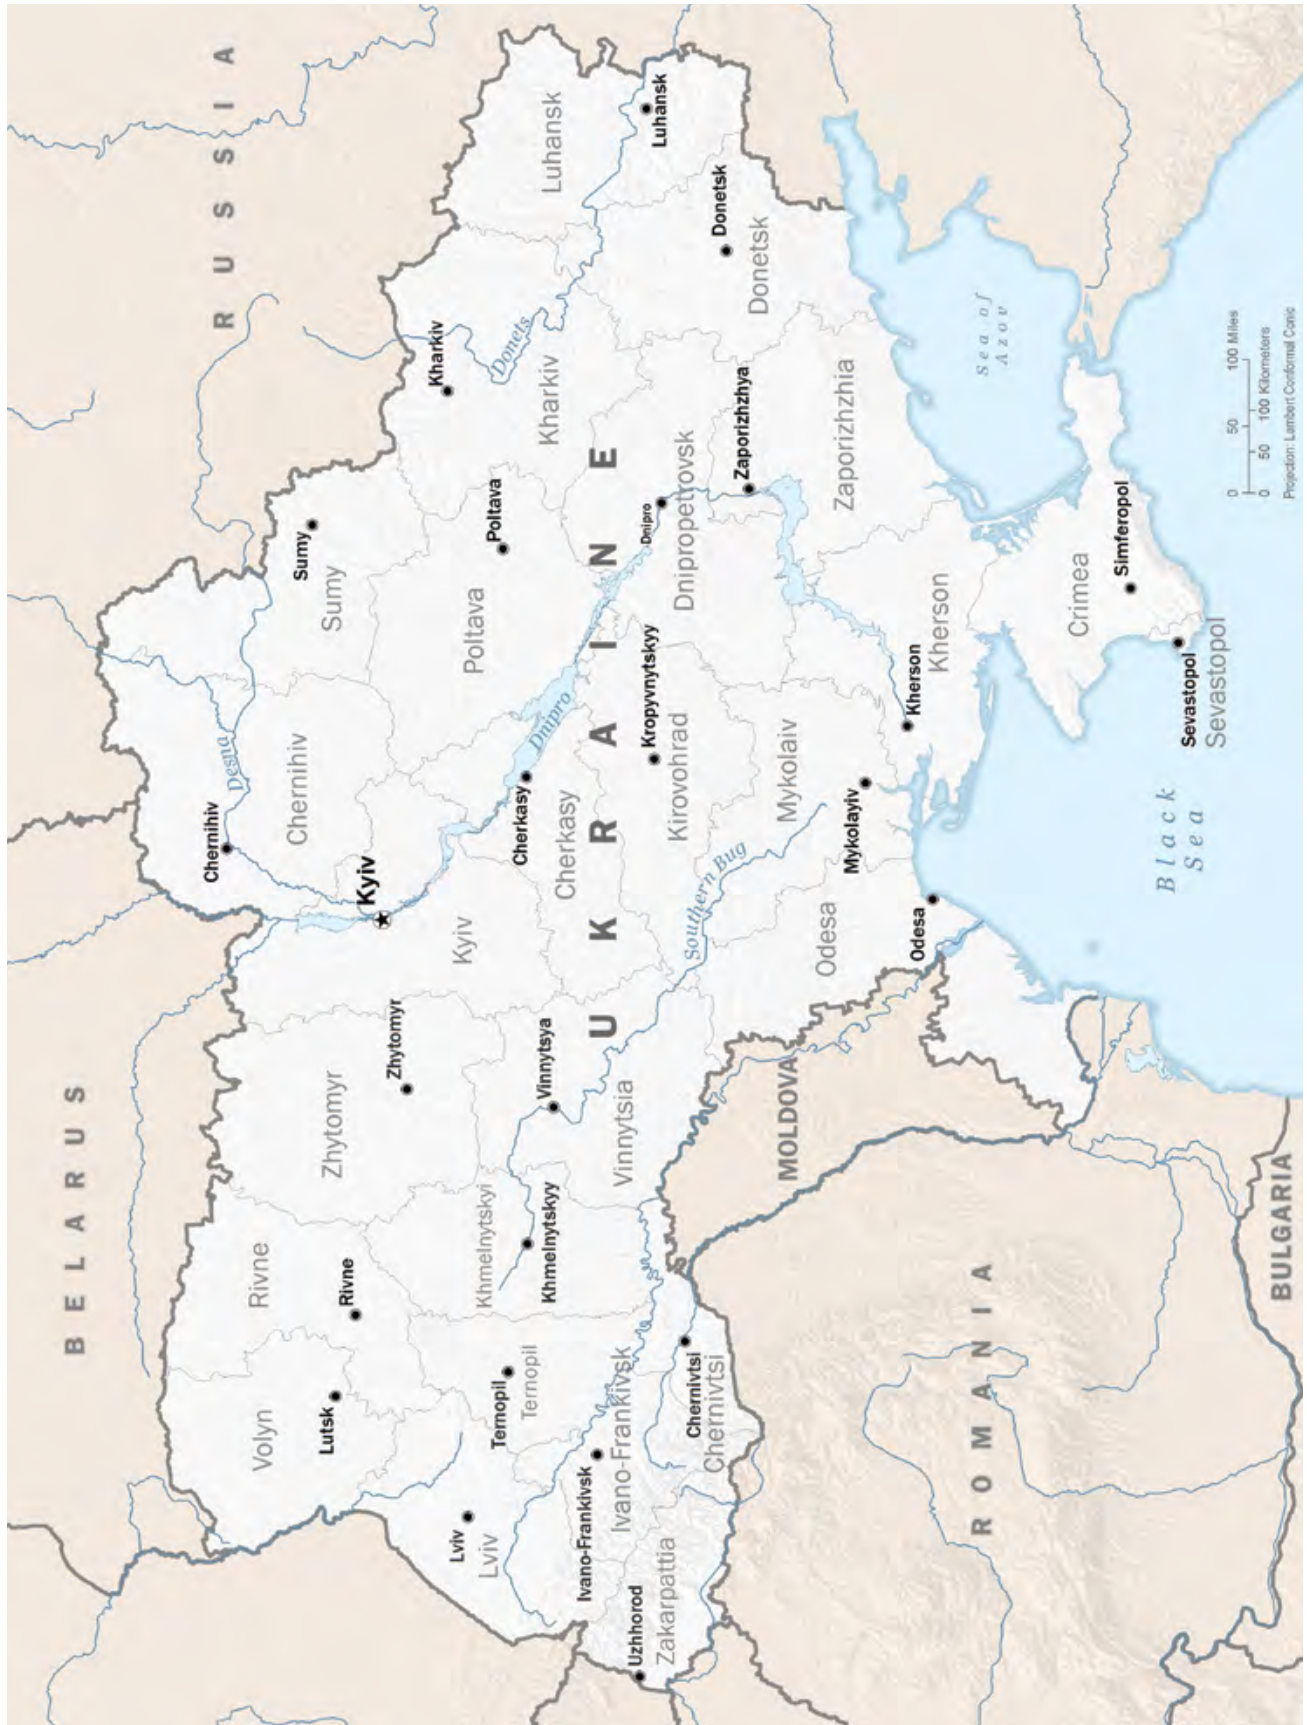 BELARUS
RUSSIA
Volyn
Lutsk
Rivne
Rivne
Zhytomyr
Zhytomyr
Kyiv
Kyiv
Chernihiv
Chernihiv
Desna
Sumy
Sumy
Lviv
Lviv
Ternopil
Ternopil
Khmelnytskyi
Khmelnytskyy
Vinnytsya
Vinnytsia
Cherkasy
Cherkasy
Dnipro
Poltava
Poltava
Kharkiv
Kharkiv
Donets
Luhansk
Luhansk
UKRAINE
Uzhhorod
Zakarpattia
Ivano-Frankivsk
Ivano-Frankivsk
Chernivtsi
Chernivtsi
Southern Bug
Kropyvnytskyy
Kirovohrad
Dnipro
Dnipropetrovsk
Donetsk
Donetsk
MOLDOVA
Odesa
Odesa
Mykolaiv
Mykolayiv
Kherson
Kherson
Zaporizhzhya
Zaporizhzhia
ROMANIA
Sea of
Azov
Crimea
Simferopol
Sevastopol
Sevastopol
Black
Sea
BULGARIA
0 50 100 Miles
0 50 100 Kilometers
Projection: Lambert Conformal Conic